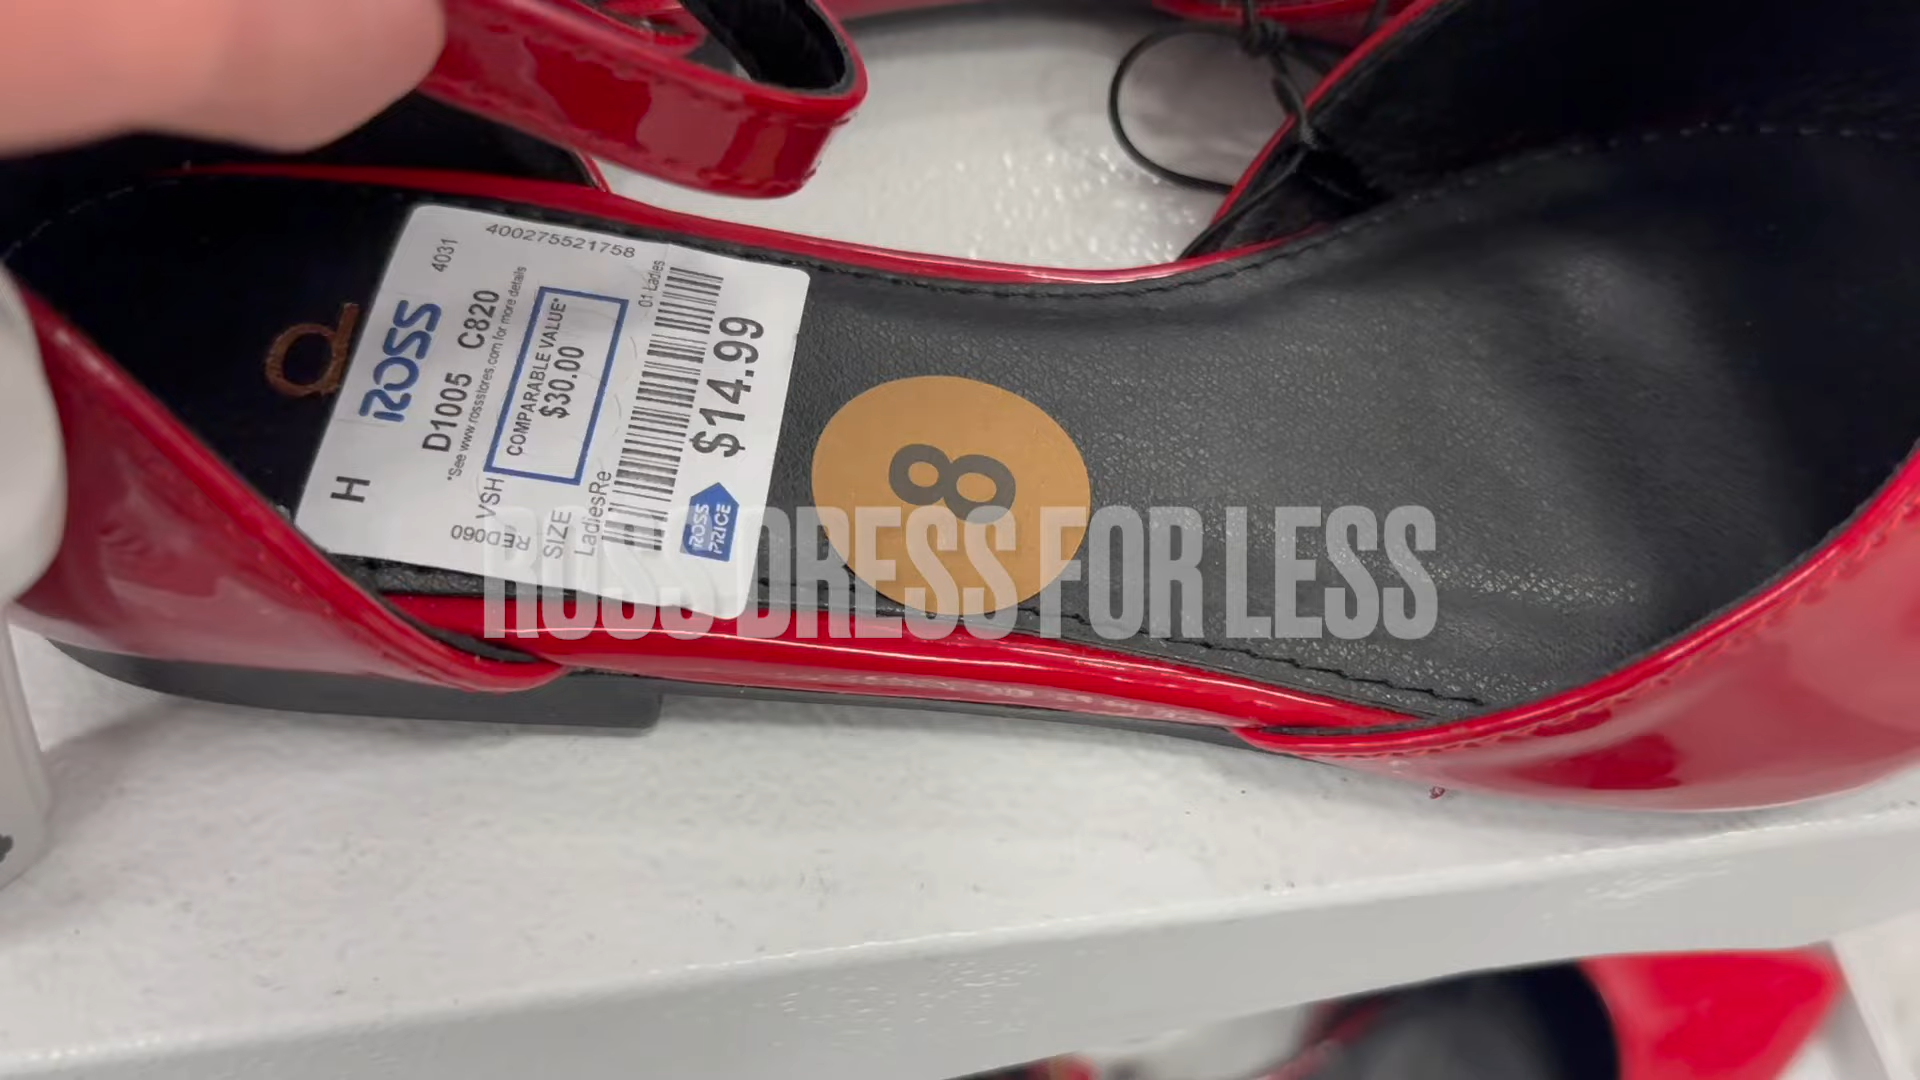 400275521758
4031
ROSS
D1005 C820
*See www.rossstores.com for more details
COMPARABLE VALUE*
$30.00
H
VSH
RED060
SIZE
LadiesRe
01 Ladies
$14.99
ROSS
PRICE
8
ROSS DRESS FOR LESS